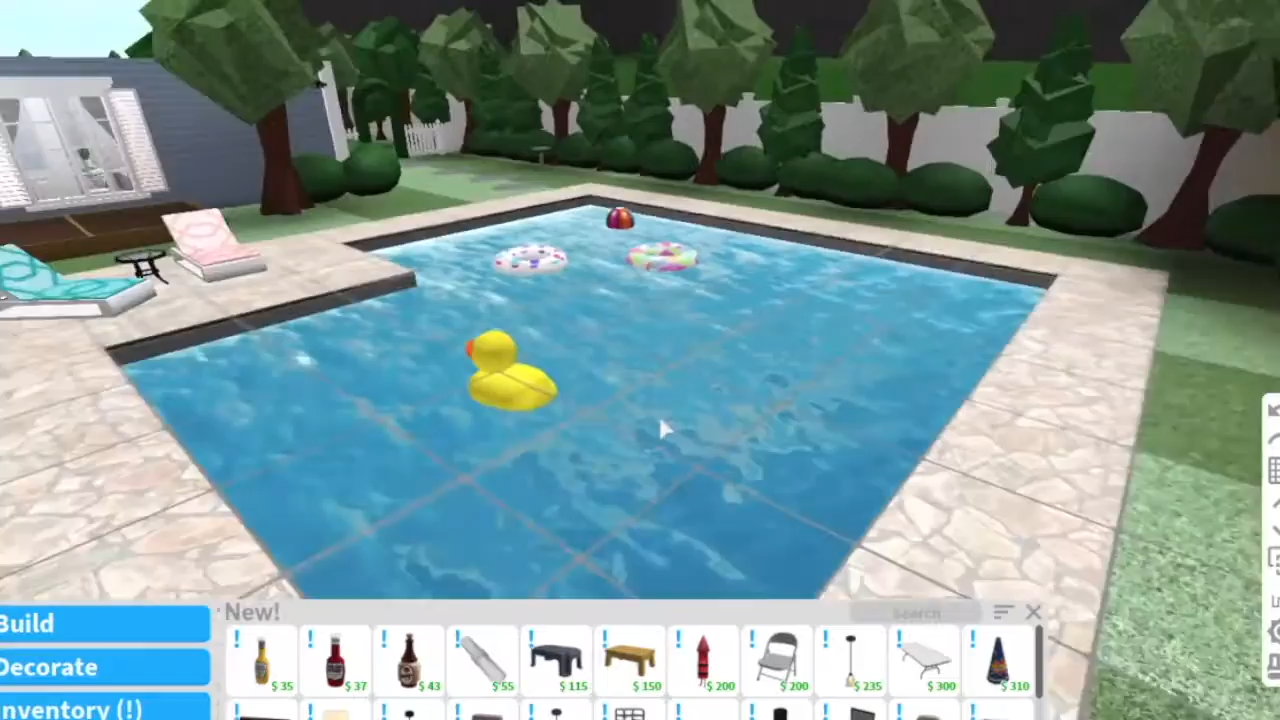 New!
search
Build
Decorate
Inventory (!)
! ! ! ! ! ! ! ! ! ! !
$35 $37 $43 $55 $115 $150 $200 $200 $235 $300 $310
! ! ! ! ! ! ! ! ! ! !